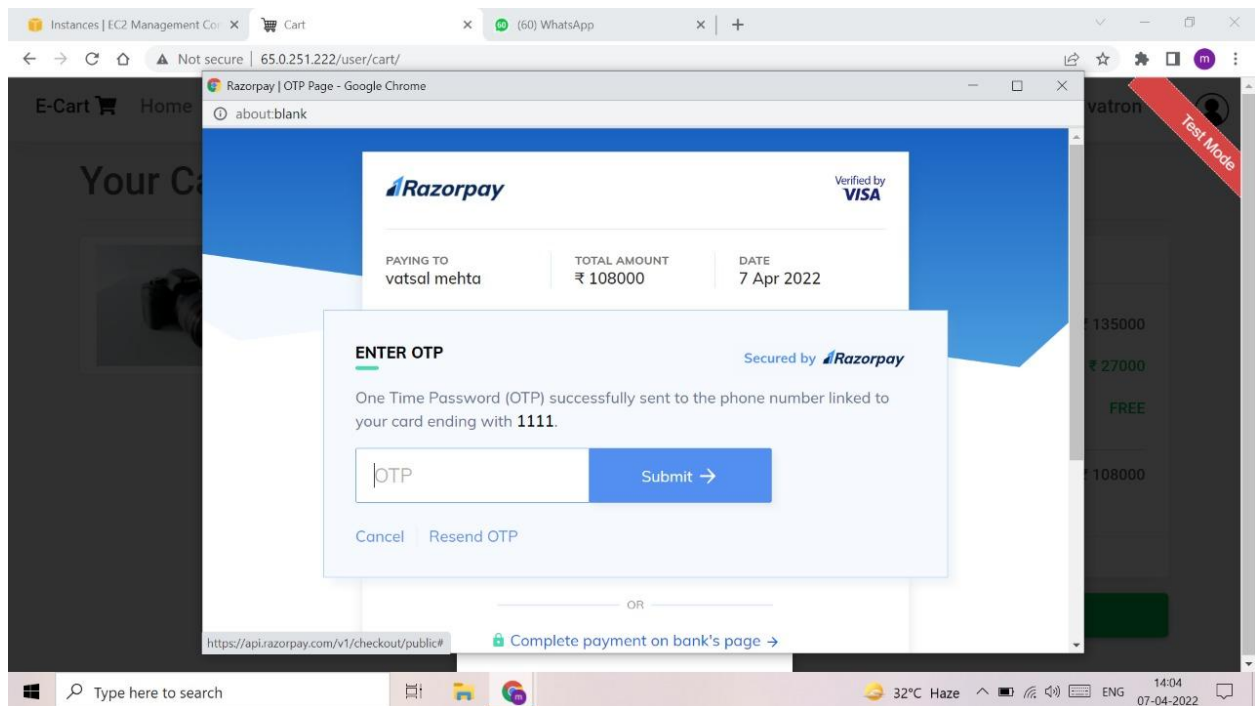 Instances | EC2 Management Cor
Cart
(60) WhatsApp
Not secure | 65.0.251.222/user/cart/
Razorpay | OTP Page - Google Chrome
about:blank
E-Cart Home
vatron
Test Mode
Your Ca
Razorpay
Verified by
VISA
PAYING TO TOTAL AMOUNT DATE
vatsal mehta ₹ 108000 7 Apr 2022
₹ 135000
₹ 27000
FREE
₹ 108000
ENTER OTP
Secured by Razorpay
One Time Password (OTP) successfully sent to the phone number linked to
your card ending with 1111.
OTP
Submit →
Cancel Resend OTP
OR
Complete payment on bank's page →
https://api.razorpay.com/v1/checkout/public#
Type here to search
32°C Haze
ENG
14:04
07-04-2022